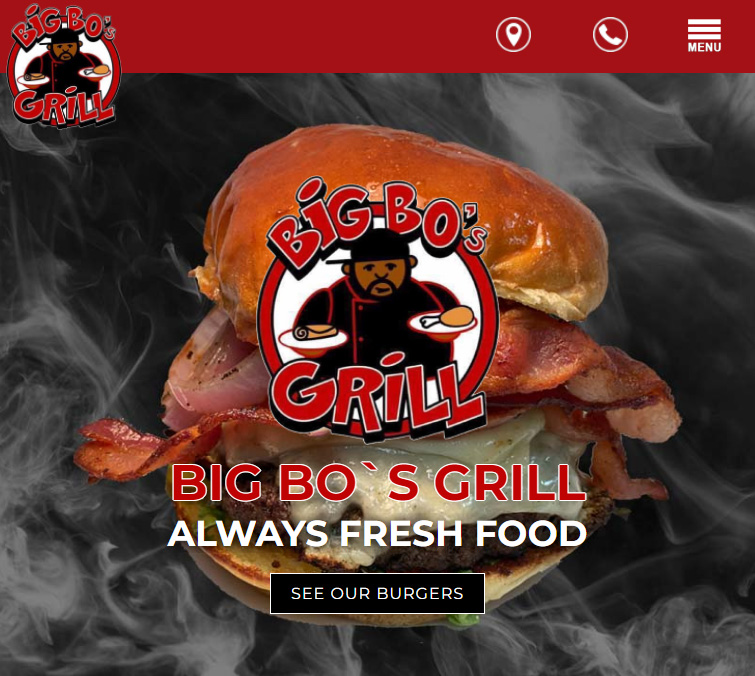 BIG BO's
GRILL
MENU
BIG BO's
GRILL
BIG BO`S GRILL
ALWAYS FRESH FOOD
SEE OUR BURGERS